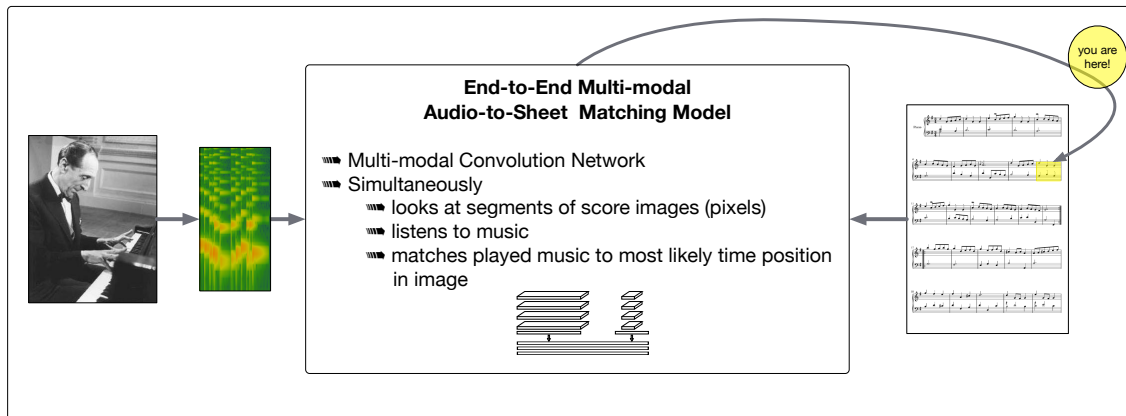 you are
here!
End-to-End Multi-modal
Audio-to-Sheet Matching Model
Multi-modal Convolution Network
Simultaneously
looks at segments of score images (pixels)
listens to music
matches played music to most likely time position
in image
Piano